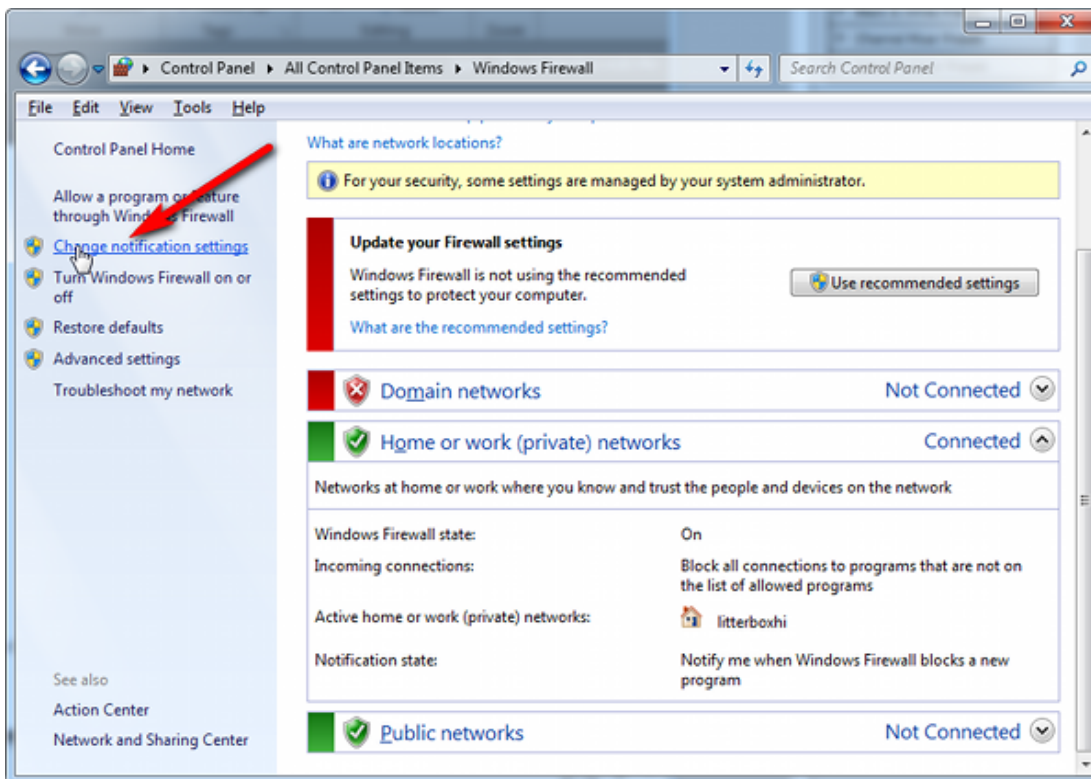 Control Panel ▸ All Control Panel Items ▸ Windows Firewall
Search Control Panel
File Edit View Tools Help
Control Panel Home
Allow a program or feature
through Windows Firewall
Change notification settings
Turn Windows Firewall on or
off
Restore defaults
Advanced settings
Troubleshoot my network
See also
Action Center
Network and Sharing Center
What are network locations?
For your security, some settings are managed by your system administrator.
Update your Firewall settings
Windows Firewall is not using the recommended
settings to protect your computer.
Use recommended settings
What are the recommended settings?
Domain networks Not Connected
Home or work (private) networks Connected
Networks at home or work where you know and trust the people and devices on the network
Windows Firewall state: On
Incoming connections: Block all connections to programs that are not on
the list of allowed programs
Active home or work (private) networks: litterboxhi
Notification state: Notify me when Windows Firewall blocks a new
program
Public networks Not Connected